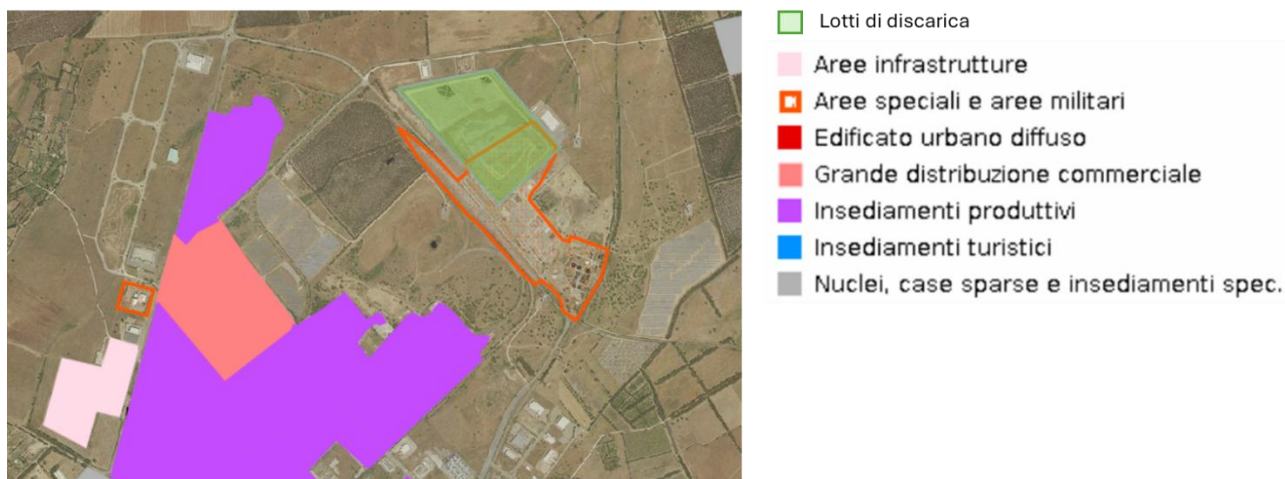 Lotti di discarica
Aree infrastrutture
Aree speciali e aree militari
Edificato urbano diffuso
Grande distribuzione commerciale
Insediamenti produttivi
Insediamenti turistici
Nuclei, case sparse e insediamenti spec.